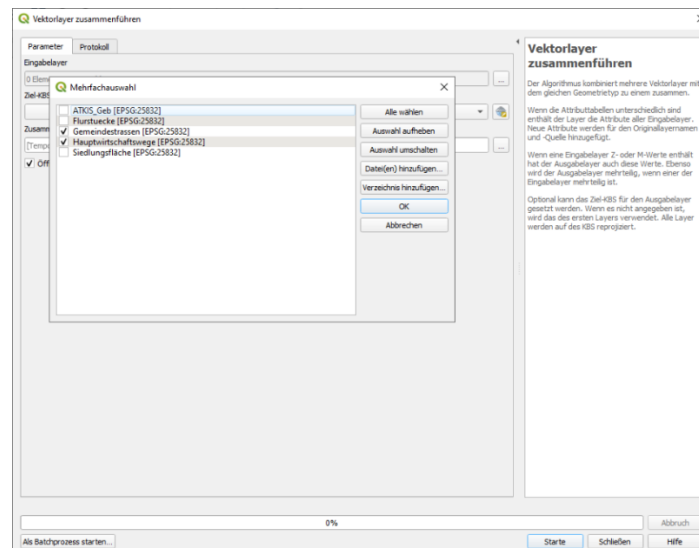 Vektorlayer zusammenführen
Parameter
Protokoll
Eingabelayer
0 Elem
...
Ziel-KBS
Zusamm
[Tempo
...
Öff
Mehrfachauswahl
ATKIS_Geb [EPSG:25832]
Flurstuecke [EPSG:25832]
Gemeindestrassen [EPSG:25832]
Hauptwirtschaftswege [EPSG:25832]
Siedlungsfläche [EPSG:25832]
Alle wählen
Auswahl aufheben
Auswahl umschalten
Datei(en) hinzufügen...
Verzeichnis hinzufügen...
OK
Abbrechen
Vektorlayer
zusammenführen
Der Algorithmus kombiniert mehrere Vektorlayer mit
dem gleichen Geometrietyp zu einem zusammen.
Wenn die Attributtabellen unterschiedlich sind
enthält der Layer die Attribute aller Eingabelayer.
Neue Attribute werden für den Originallayernamen
und -Quelle hinzugefügt.
Wenn eine Eingabelayer Z- oder M-Werte enthält
hat der Ausgabelayer auch diese Werte. Ebenso
wird der Ausgabelayer mehrteilig, wenn einer der
Eingabelayer mehrteilig ist.
Optional kann das Ziel-KBS für den Ausgabelayer
gesetzt werden. Wenn es nicht angegeben ist,
wird das des ersten Layers verwendet. Alle Layer
werden auf des KBS reprojiziert.
0%
Abbruch
Als Batchprozess starten...
Starte
Schließen
Hilfe